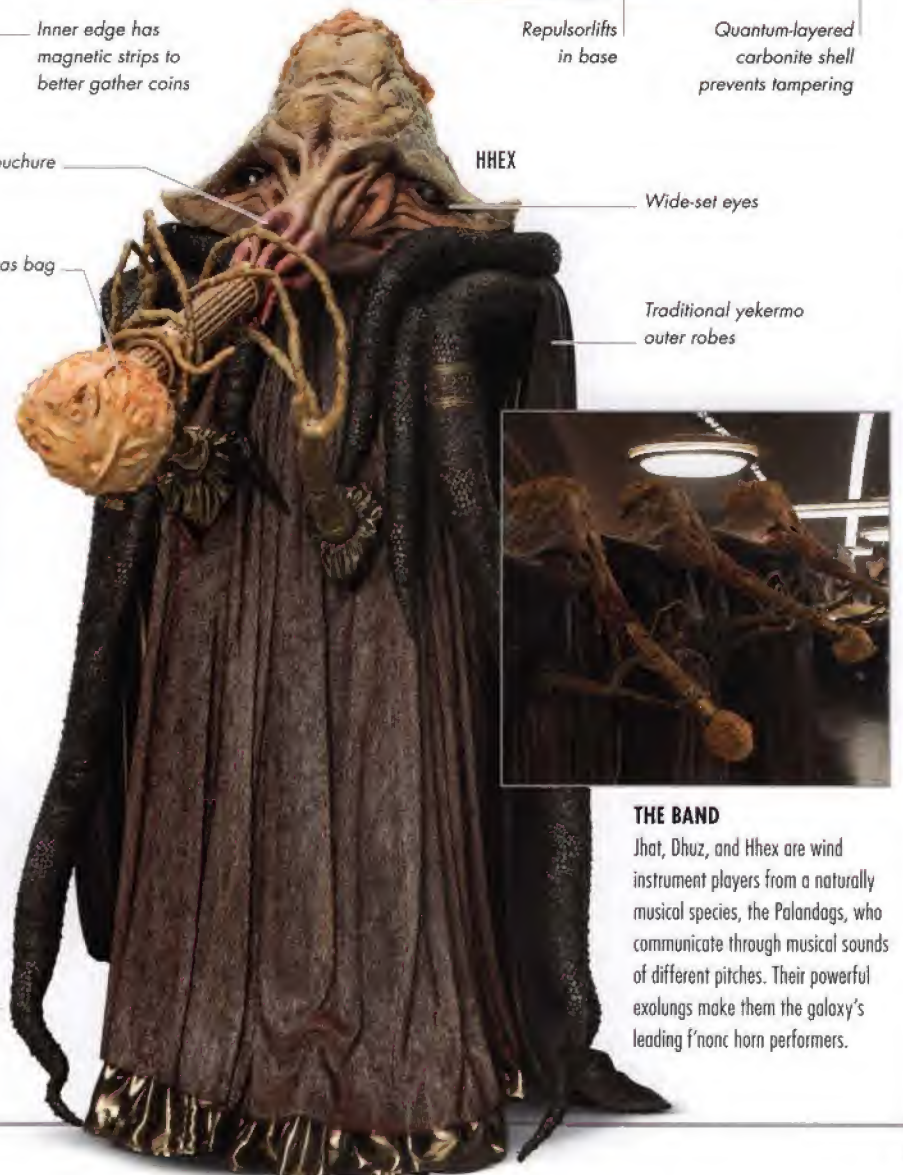 Inner edge has
magnetic strips to
better gather coins
Repulsorlifts
in base
Quantum-layered
carbonite shell
prevents tampering
HHEX
Wide-set eyes
bag
Traditional yekermo
outer robes
THE BAND
Jhat, Dhuz, and Hhex are wind
instrument players from a naturally
musical species, the Palandags, who
communicate through musical sounds
of different pitches. Their powerful
exolungs make them the galaxy's
leading f'nonc horn performers.